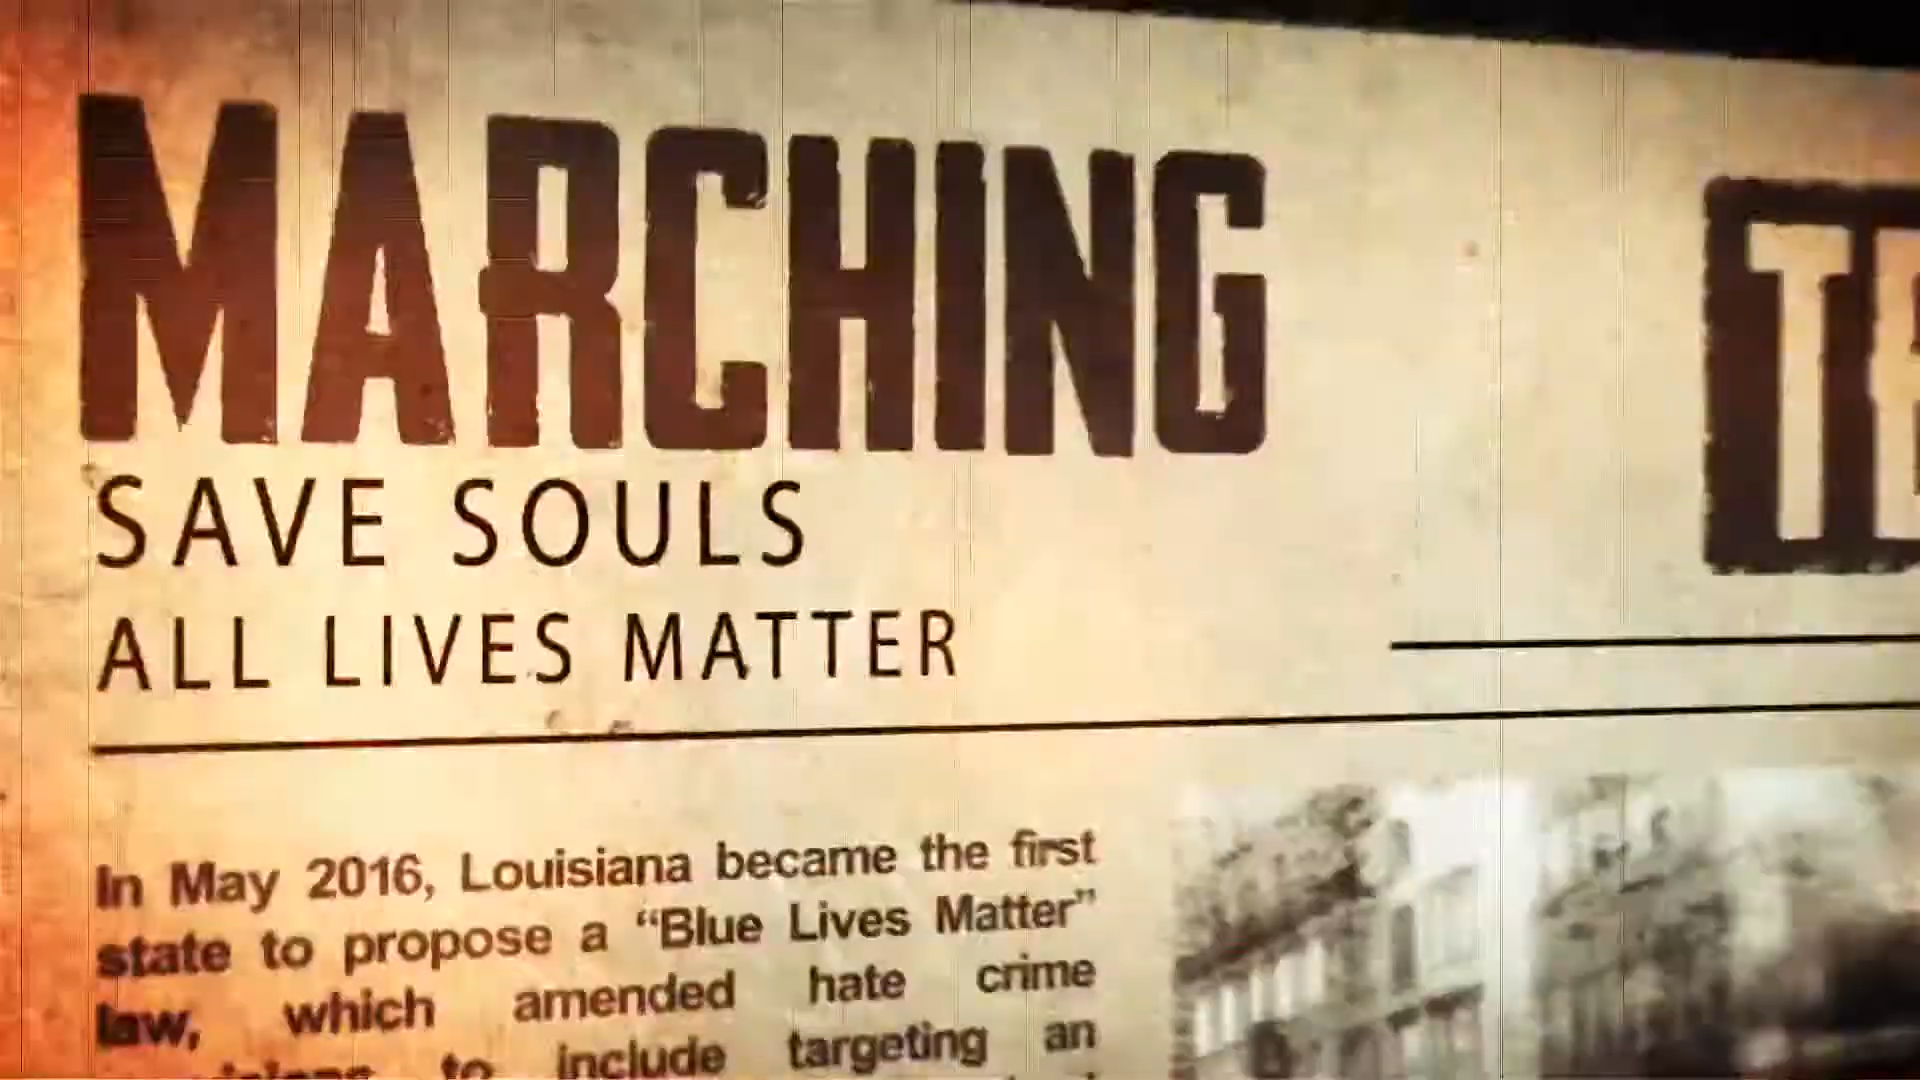 MARCHING
SAVE SOULS
ALL LIVES MATTER
In May 2016, Louisiana became the first
state to propose a “Blue Lives Matter”
law, which amended hate crime
to include targeting an